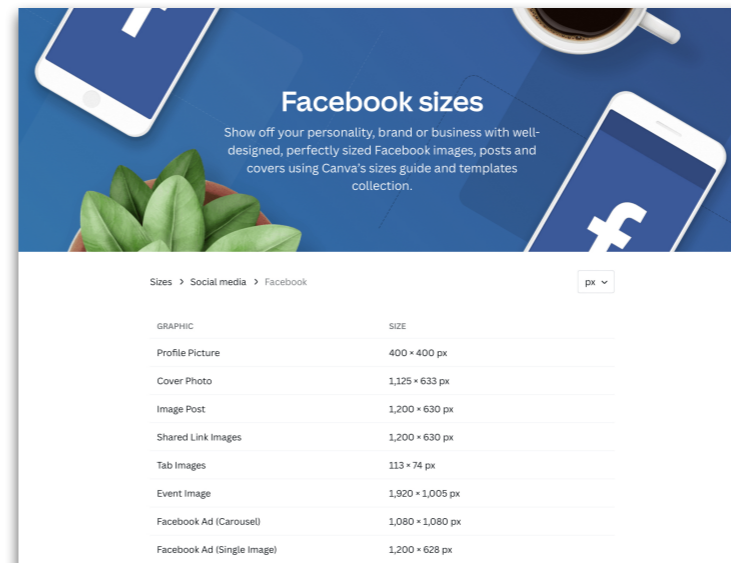 Facebook sizes
Show off your personality, brand or business with well-
designed, perfectly sized Facebook images, posts and
covers using Canva's sizes guide and templates
collection.
f
Sizes > Social media > Facebook
px
GRAPHIC SIZE
Profile Picture 400 × 400 px
Cover Photo 1,125 × 633 px
Image Post 1,200 × 630 px
Shared Link Images 1,200 × 630 px
Tab Images 113 × 74 px
Event Image 1,920 × 1,005 px
Facebook Ad (Carousel) 1,080 × 1,080 px
Facebook Ad (Single Image) 1,200 × 628 px